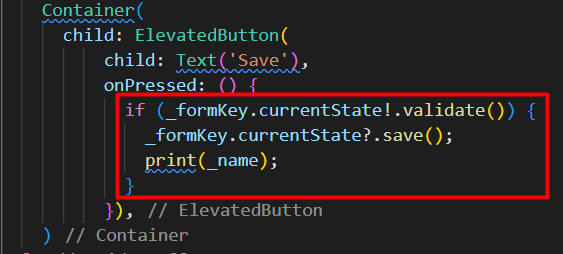 Container(
child: ElevatedButton(
child: Text('Save'),
onPressed: () {
if (_formKey.currentState!.validate()) {
_formKey.currentState?.save();
print(_name);
}
}), // ElevatedButton
) // Container